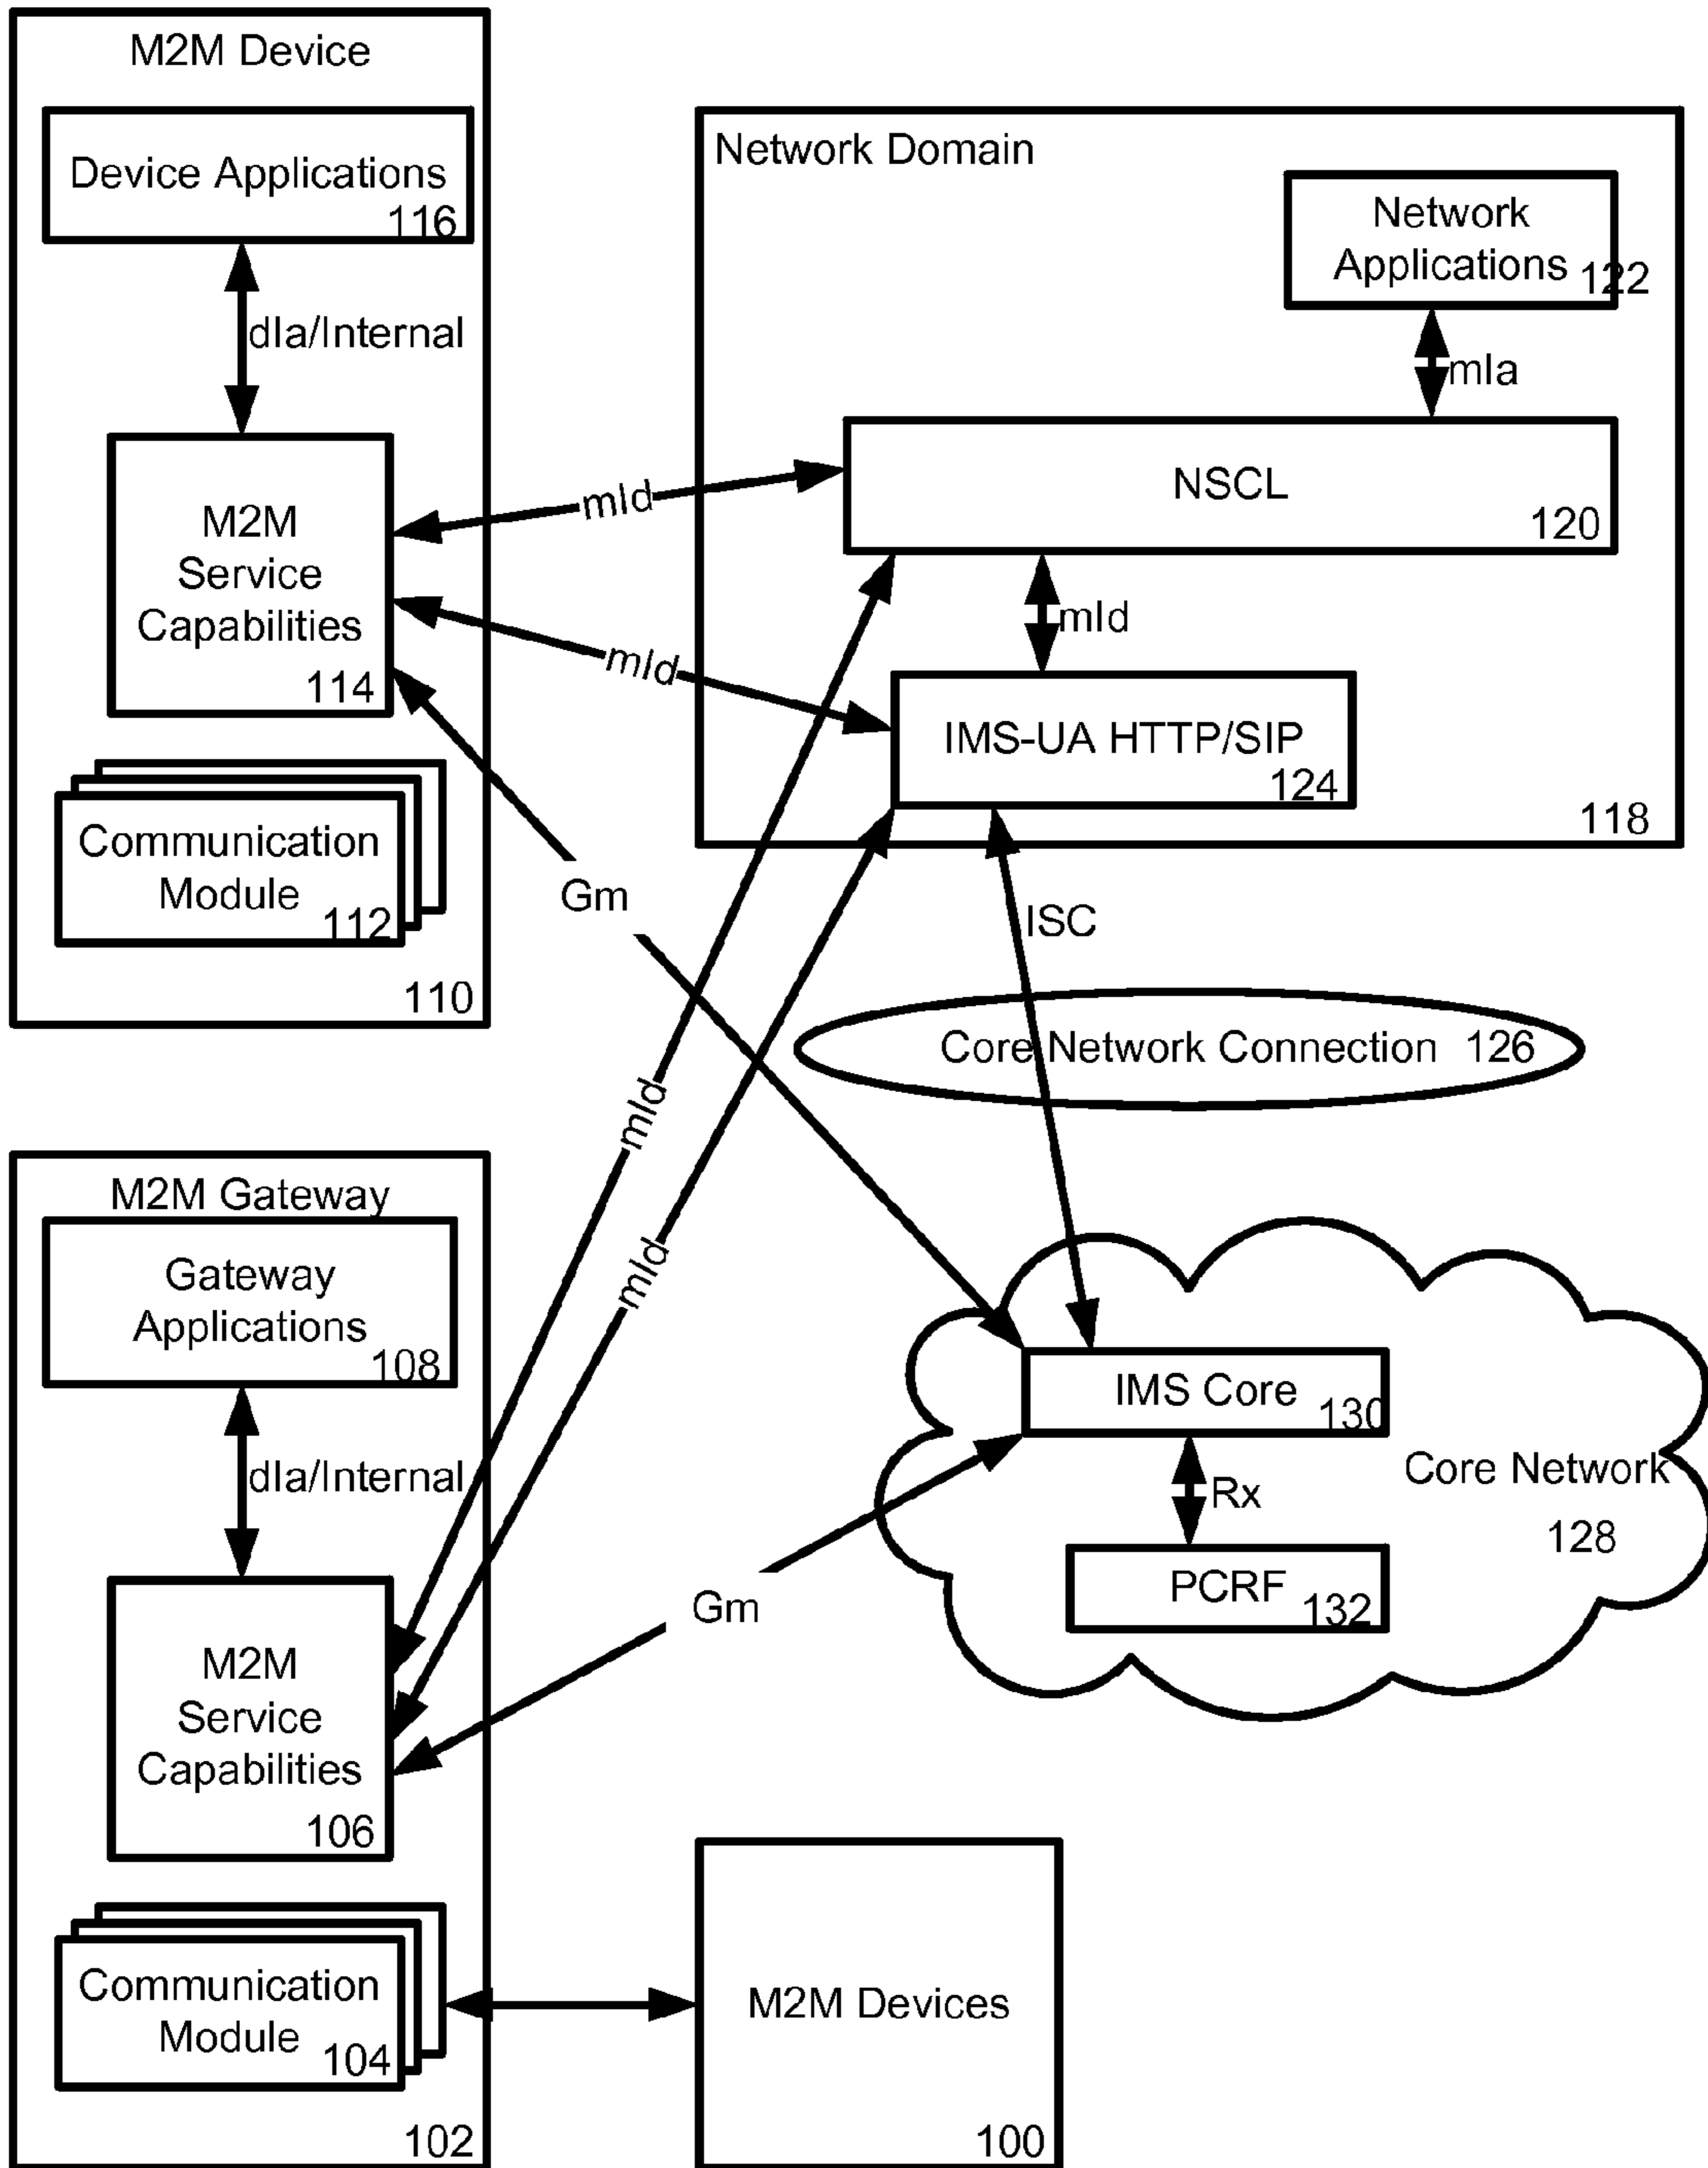 M2M Device
Device Applications
116
dIa/Internal
M2M
Service
Capabilities
114
Communication
Module
112
110
Network Domain
Network
Applications
122
mIa
NSCL
120
mId
mId
mId
IMS-UA HTTP/SIP
124
118
Gm
ISC
Core Network Connection 126
mId
mId
M2M Gateway
Gateway
Applications
108
dIa/Internal
M2M
Service
Capabilities
106
Communication
Module
104
102
IMS Core
130
Core Network
128
Rx
PCRF
132
Gm
M2M Devices
100